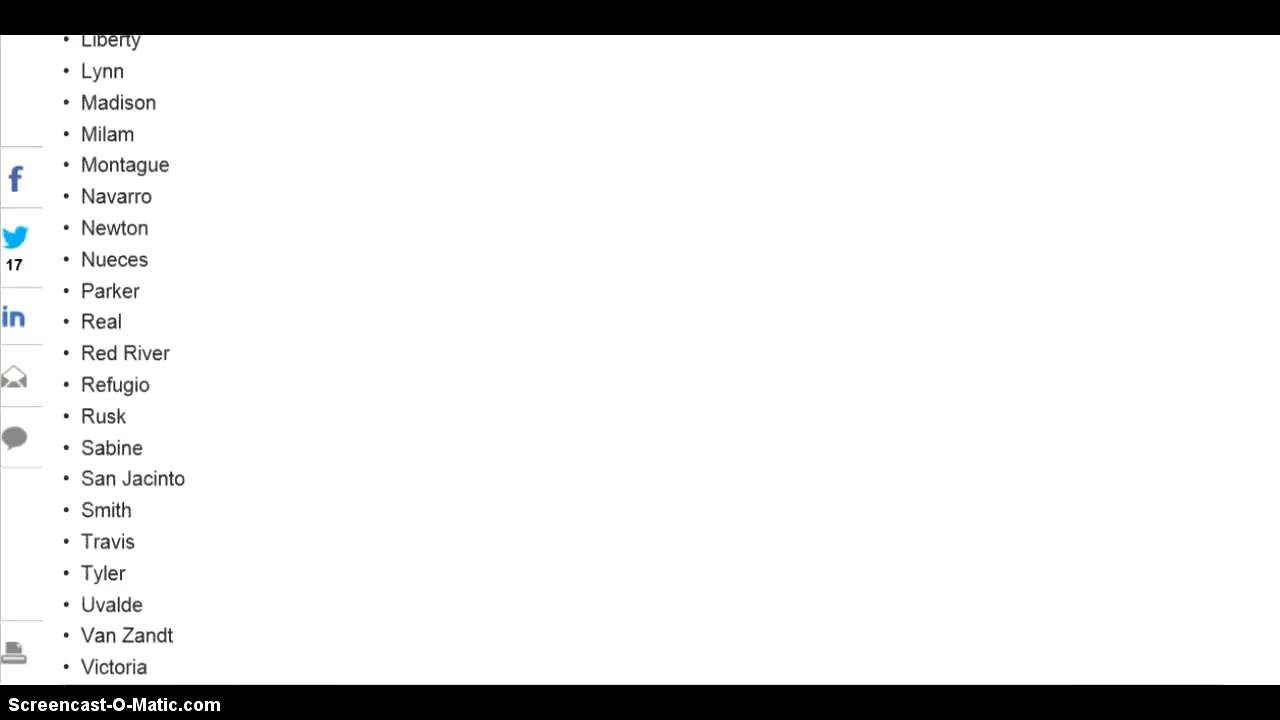 • Liberty
• Lynn
• Madison
• Milam
• Montague
• Navarro
• Newton
• Nueces
• Parker
• Real
• Red River
• Refugio
• Rusk
• Sabine
• San Jacinto
• Smith
• Travis
• Tyler
• Uvalde
• Van Zandt
• Victoria
f
17
in
Screencast-O-Matic.com